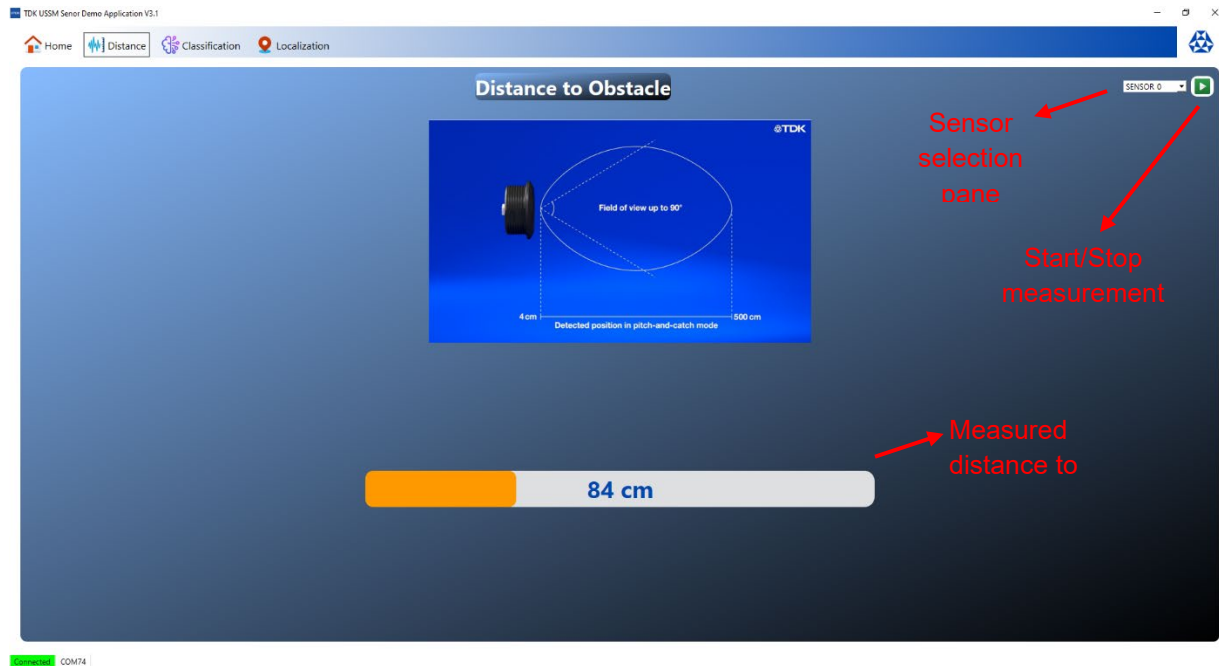 TDK USSM Senor Demo Application V3.1
Home Distance Classification Localization
Distance to Obstacle
SENSOR 0
TDK
Field of view up to 90°
4 cm
500 cm
Detected position in pitch-and-catch mode
Sensor
selection
pane
Start/Stop
measurement
Measured
distance to
84 cm
Connected COM74